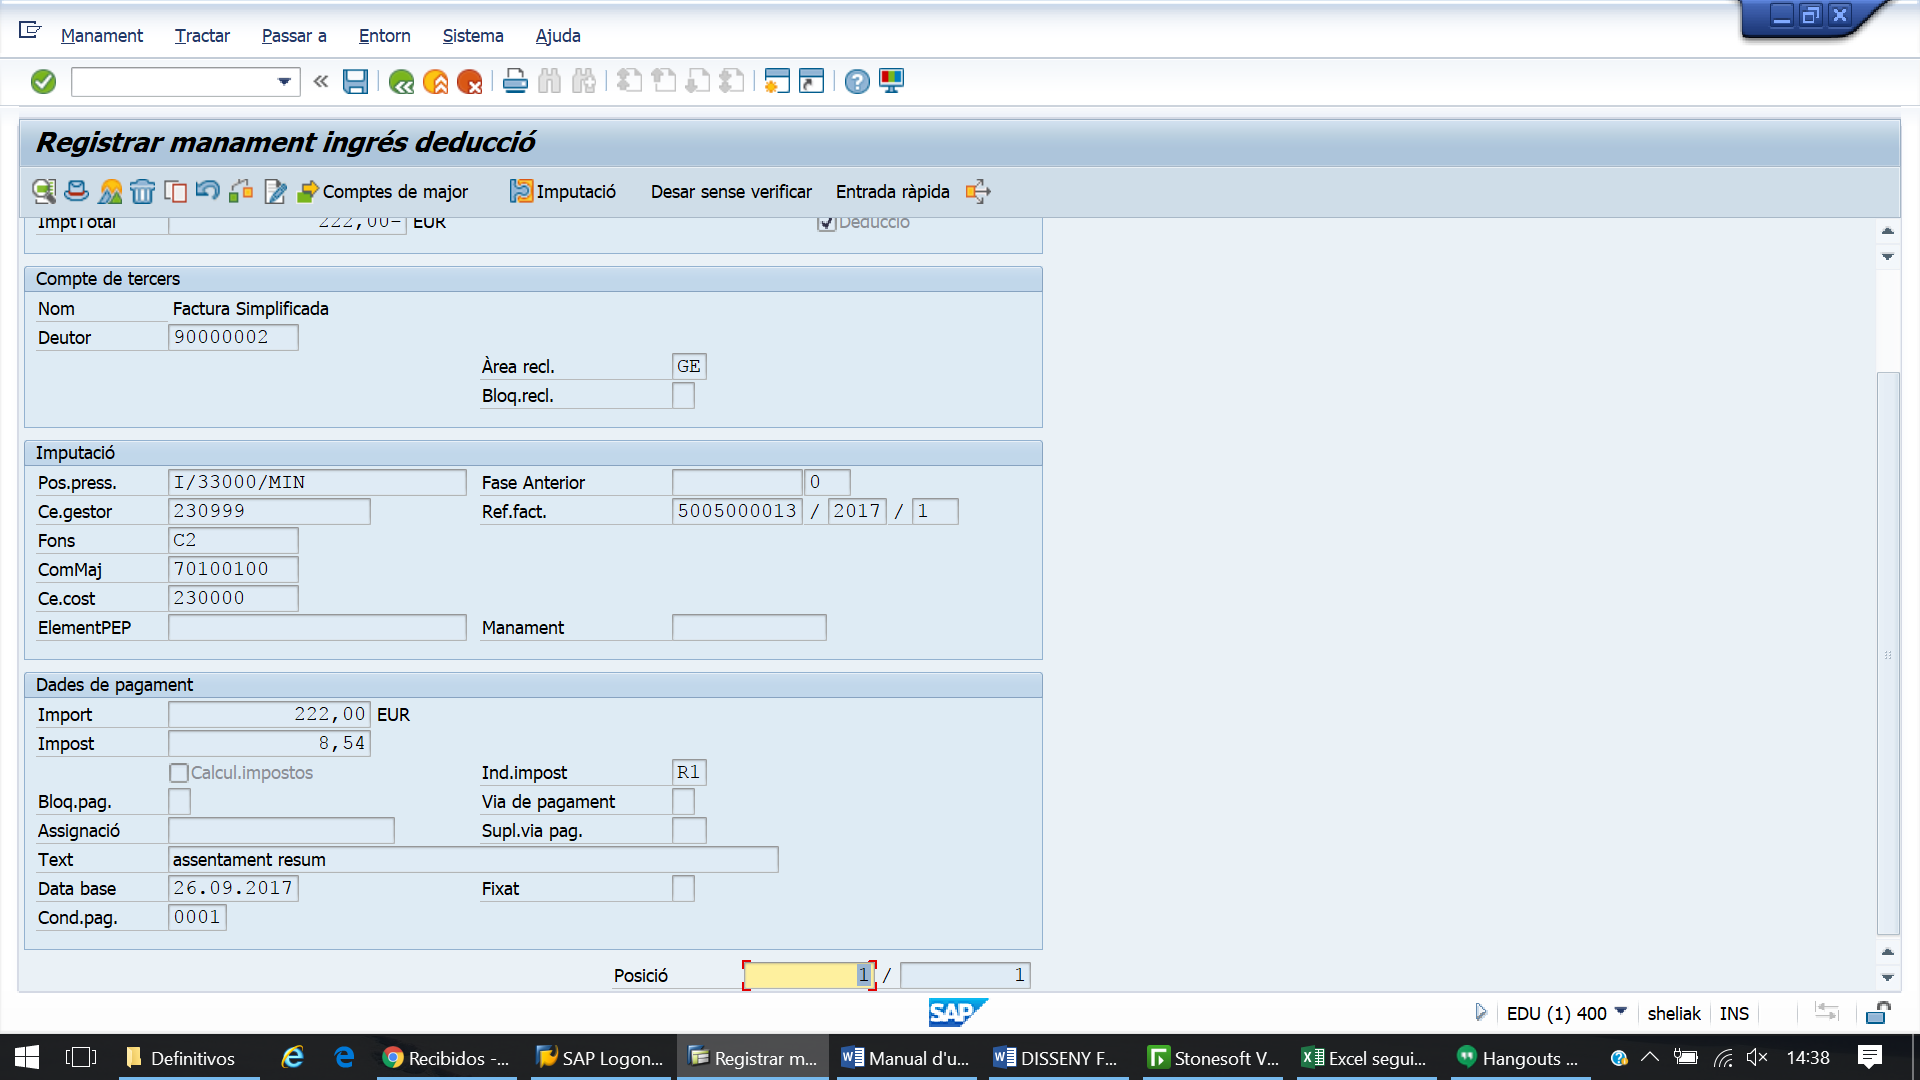 Manament Tractar Passar a Entorn Sistema Ajuda
Registrar manament ingrés deducció
Comptes de major Imputació Desar sense verificar Entrada ràpida
ImptTotal 222,00- EUR Deducció
Compte de tercers
Nom Factura Simplificada
Deutor 90000002
Àrea recl. GE
Bloq.recl.
Imputació
Pos.press. I/33000/MIN Fase Anterior 0
Ce.gestor 230999 Ref.fact. 5005000013 / 2017 / 1
Fons C2
ComMaj 70100100
Ce.cost 230000
ElementPEP Manament
Dades de pagament
Import 222,00 EUR
Impost 8,54
Calcul.impostos Ind.impost R1
Bloq.pag. Via de pagament
Assignació Supl.via pag.
Text assentament resum
Data base 26.09.2017 Fixat
Cond.pag. 0001
Posició 1 / 1
SAP EDU (1) 400 sheliak INS
Definitivos Recibidos -... SAP Logon... Registrar m... Manual d'u... DISSENY F... Stonesoft V... Excel segui... Hangouts ... 14:38